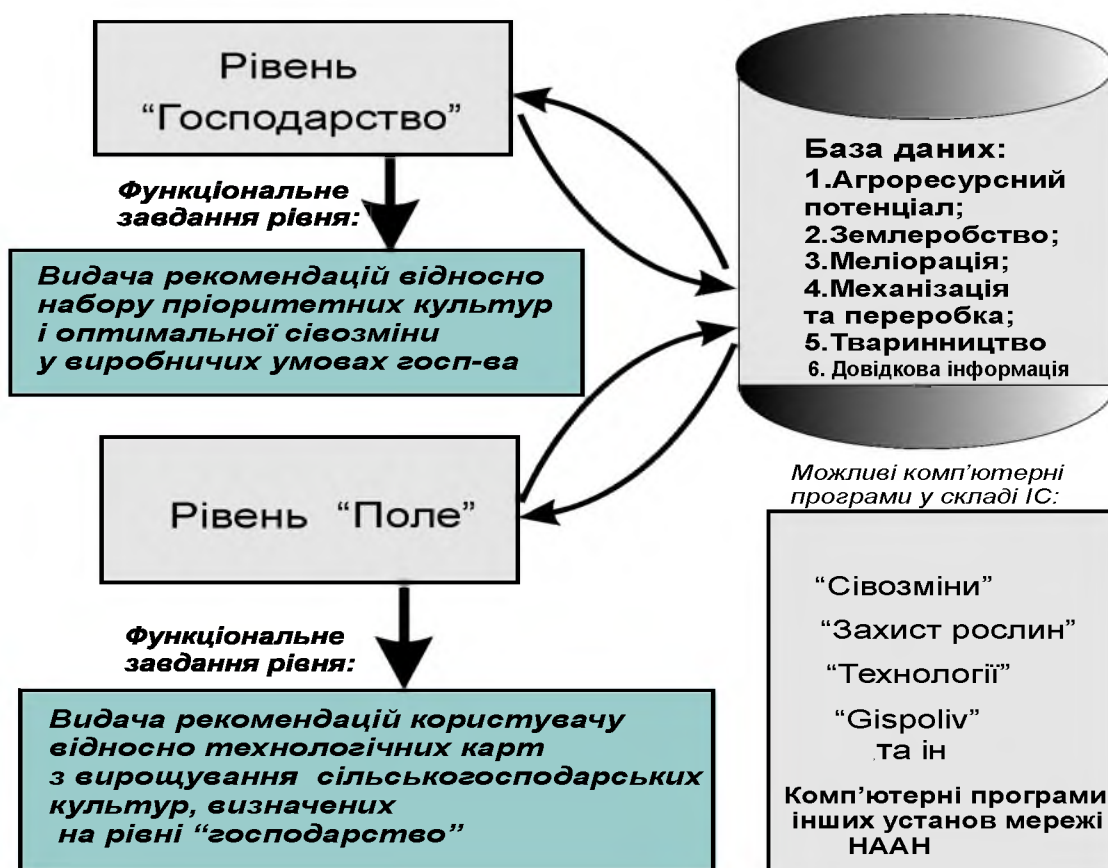 Рівень
“Господарство”
Функціональне
завдання рівня:
Видача рекомендацій відносно
набору пріоритетних культур
і оптимальної сівозміни
у виробничих умовах госп-ва
Рівень “Поле”
Функціональне
завдання рівня:
Видача рекомендацій користувачу
відносно технологічних карт
з вирощування сільськогосподарських
культур, визначених
на рівні “господарство”
База даних:
1.Агроресурсний
потенціал;
2.Землеробство;
3.Меліорація;
4.Механізація
та переробка;
5.Тваринництво
6. Довідкова інформація
Можливі комп’ютерні
програми у складі ІС:
“Сівозміни”
“Захист рослин”
“Технології”
“Gispoliv”
та ін
Комп’ютерні програми
інших установ мережі
НААН